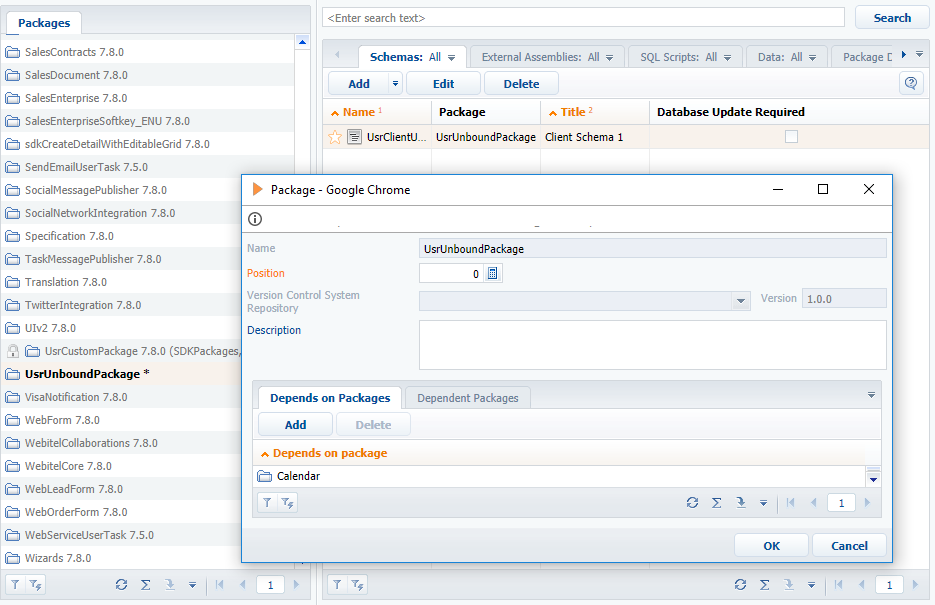 Packages
SalesContracts 7.8.0
SalesDocument 7.8.0
SalesEnterprise 7.8.0
SalesEnterpriseSoftkey_ENU 7.8.0
sdkCreateDetailWithEditableGrid 7.8.0
SendEmailUserTask 7.5.0
SocialMessagePublisher 7.8.0
SocialNetworkIntegration 7.8.0
Specification 7.8.0
TaskMessagePublisher 7.8.0
Translation 7.8.0
TwitterIntegration 7.8.0
UIv2 7.8.0
UsrCustomPackage 7.8.0 (SDKPackages,
UsrUnboundPackage *
VisaNotification 7.8.0
WebForm 7.8.0
WebitelCollaborations 7.8.0
WebitelCore 7.8.0
WebLeadForm 7.8.0
WebOrderForm 7.8.0
WebServiceUserTask 7.5.0
Wizards 7.8.0
1
<Enter search text> Search
Schemas: All External Assemblies: All SQL Scripts: All Data: All Package D
Add Edit Delete
Name 1 Package Title 2 Database Update Required
UsrClientU... UsrUnboundPackage Client Schema 1
Package - Google Chrome
Name UsrUnboundPackage
Position 0
Version Control System
Repository
Version 1.0.0
Description
Depends on Packages Dependent Packages
Add Delete
Depends on package
Calendar
1
OK Cancel
1